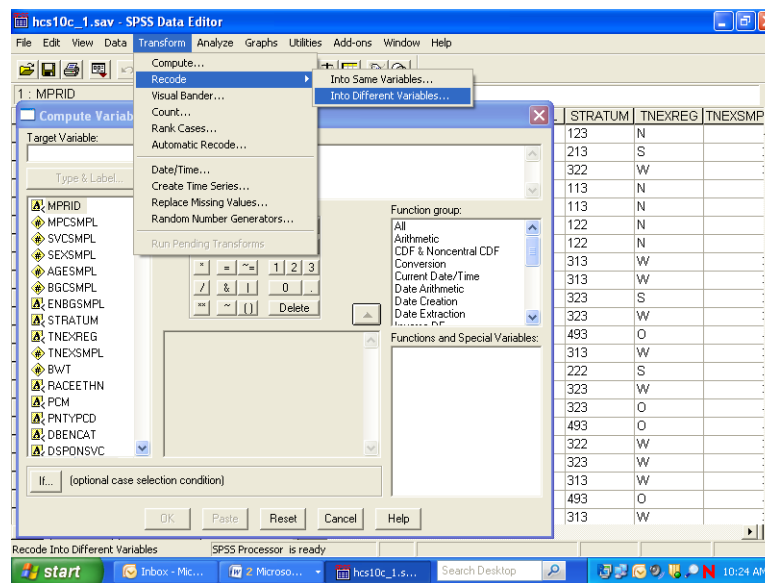 hcs10c_1.sav - SPSS Data Editor
File Edit View Data Transform Analyze Graphs Utilities Add-ons Window Help
1 : MPRID
Compute...
Recode
Visual Bander...
Count...
Rank Cases...
Automatic Recode...
Date/Time...
Create Time Series...
Replace Missing Values...
Random Number Generators...
Run Pending Transforms
Into Same Variables...
Into Different Variables...
Compute Variab
Target Variable:
Type & Label...
MPRID
MPCSMPL
SVCSMPL
SEXSMPL
AGESMPL
BGCSMPL
ENBGSMPL
STRATUM
TNEXREG
TNEXSMPL
BWT
RACEETHN
PCM
PNTYPCD
DBENCAT
DSPONSVC
* = ~= 1 2 3
/ & | 0 .
** ~ () Delete
Function group:
All
Arithmetic
CDF & Noncentral CDF
Conversion
Current Date/Time
Date Arithmetic
Date Creation
Date Extraction
Functions and Special Variables:
If... (optional case selection condition)
OK Paste Reset Cancel Help
STRATUM TNEXREG TNEXSMP
123 N
213 S
322 W
113 N
113 N
122 N
122 N
313 W
313 W
323 S
323 W
493 O
313 W
222 S
323 W
323 O
493 O
322 W
323 W
313 W
493 O
313 W
Recode Into Different Variables SPSS Processor is ready
start Inbox - Mic... 2 Microso... hcs10c_1.s... Search Desktop 10:24 AM